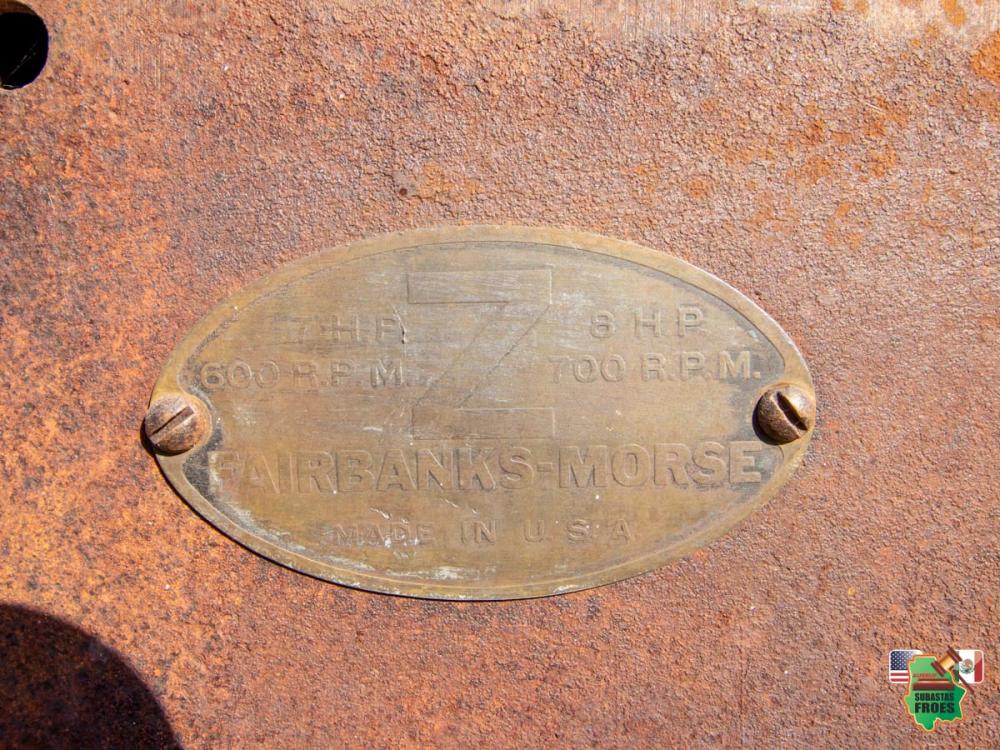 Z
7 H.P. 8 H.P.
600 R.P.M. 700 R.P.M.
FAIRBANKS-MORSE
MADE IN U.S.A.
SUBASTAS
FROES